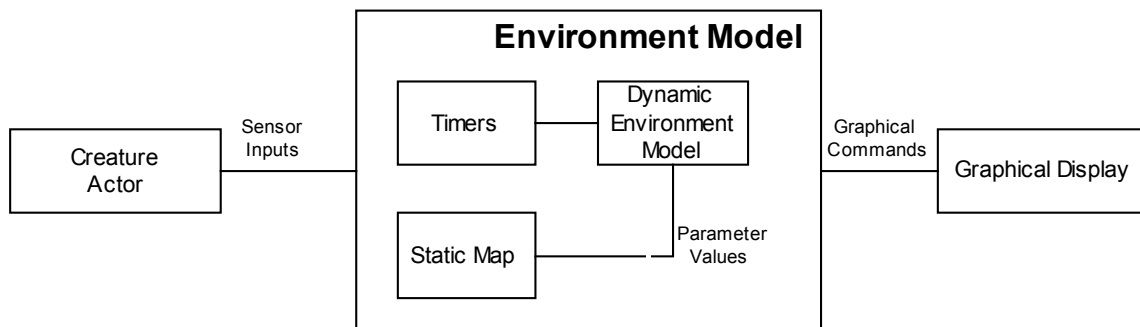 Environment Model
Creature
Actor
Sensor
Inputs
Timers
Dynamic
Environment
Model
Static Map
Parameter
Values
Graphical
Commands
Graphical Display